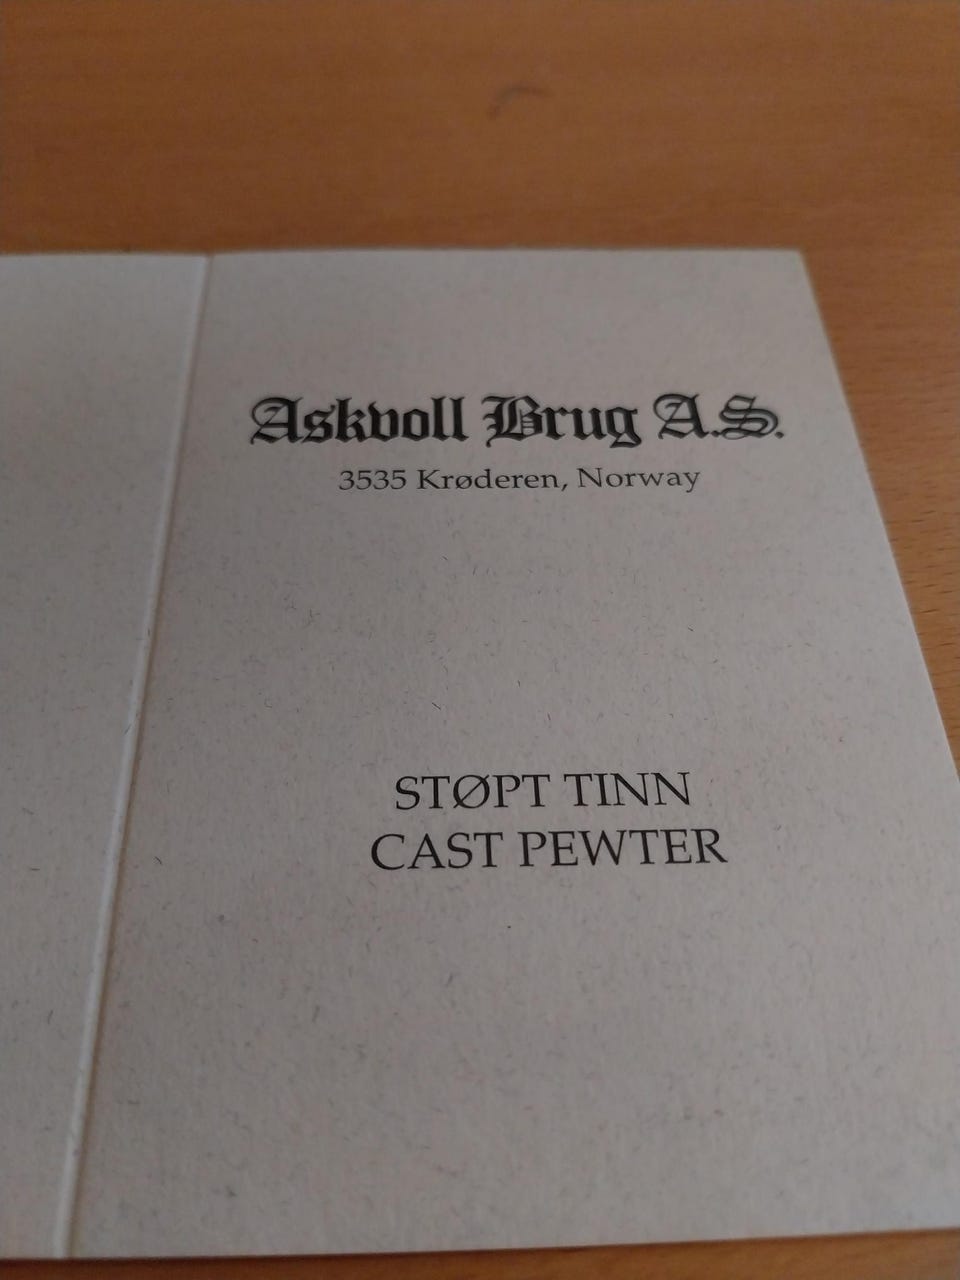 Askvoll Brug A.S.
3535 Krøderen, Norway
STØPT TINN
CAST PEWTER